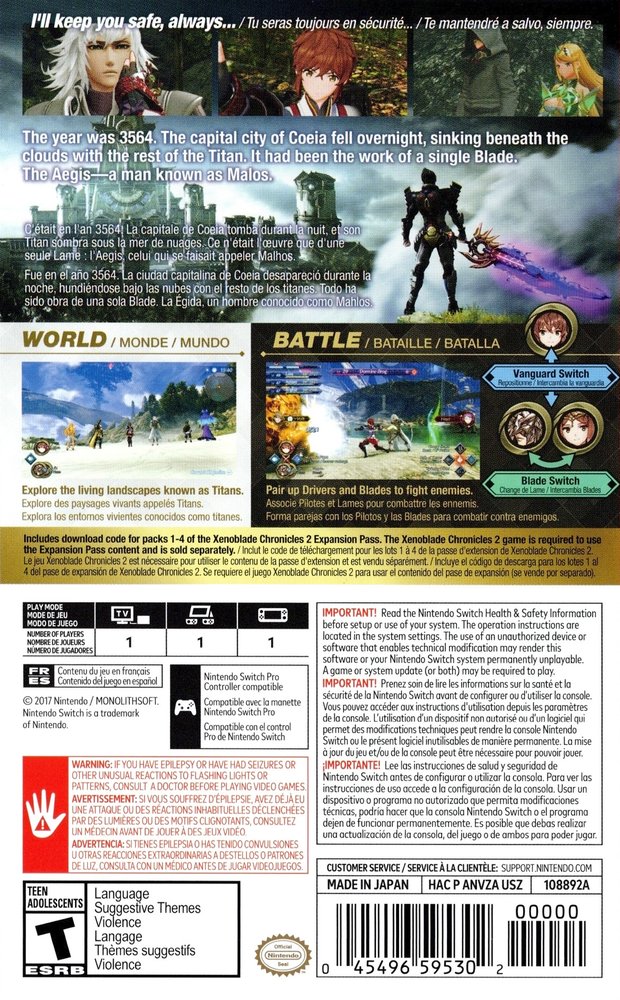 I'll keep you safe, always... / Tu seras toujours en sécurité... / Te mantendré a salvo, siempre.
The year was 3564. The capital city of Coeia fell overnight, sinking beneath the
clouds with the rest of the Titan. It had been the work of a single Blade.
The Aegis—a man known as Malos.
C'était en l'an 3564. La capitale de Coeia tomba durant la nuit, et son
Titan sombra sous la mer de nuages. Ce n'était l'œuvre que d'une
seule Lame : l'Aegis, celui qui se faisait appeler Malhos.
Fue en el año 3564. La ciudad capitalina de Coeia desapareció durante la
noche, hundiéndose bajo las nubes con el resto de los titanes. Todo ha
sido obra de una sola Blade. La Égida, un hombre conocido como Mahlos.
WORLD / MONDE / MUNDO
BATTLE / BATAILLE / BATALLA
Vanguard Switch
Repositionne / Intercambia la vanguardia
Blade Switch
Change de Lame / Intercambia Blades
Explore the living landscapes known as Titans.
Explore des paysages vivants appelés Titans.
Explora los entornos vivientes conocidos como titanes.
Pair up Drivers and Blades to fight enemies.
Associe Pilotes et Lames pour combattre les ennemis.
Forma parejas con los Pilotos y las Blades para combatir contra enemigos.
Includes download code for packs 1-4 of the Xenoblade Chronicles 2 Expansion Pass. The Xenoblade Chronicles 2 game is required to use
the Expansion Pass content and is sold separately. / Inclut le code de téléchargement pour les lots 1 à 4 de la passe d'extension de Xenoblade Chronicles 2.
Le jeu Xenoblade Chronicles 2 est nécessaire pour utiliser le contenu de la passe d'extension et est vendu séparément. / Incluye el código de descarga para los lotes 1 al
4 del pase de expansión de Xenoblade Chronicles 2. Se requiere el juego Xenoblade Chronicles 2 para usar el contenido del pase de expansión (se vende por separado).
PLAY MODE
MODE DE JEU
MODO DE JUEGO
TV
NUMBER OF PLAYERS
NOMBRE DE JOUEURS
NÚMERO DE JUGADORES
1 1 1
FR
ES
Contenu du jeu en français
Contenido del juego en español
© 2017 Nintendo / MONOLITHSOFT.
Nintendo Switch is a trademark
of Nintendo.
Nintendo Switch Pro
Controller compatible
Compatible avec la manette
Nintendo Switch Pro
Compatible con el control
Pro de Nintendo Switch
WARNING: IF YOU HAVE EPILEPSY OR HAVE HAD SEIZURES OR
OTHER UNUSUAL REACTIONS TO FLASHING LIGHTS OR
PATTERNS, CONSULT A DOCTOR BEFORE PLAYING VIDEO GAMES.
AVERTISSEMENT: SI VOUS SOUFFREZ D'ÉPILEPSIE, AVEZ DÉJÀ EU
UNE ATTAQUE OU DES RÉACTIONS INHABITUELLES DÉCLENCHÉES
PAR DES LUMIÈRES OU DES MOTIFS CLIGNOTANTS, CONSULTEZ
UN MÉDECIN AVANT DE JOUER À DES JEUX VIDÉO.
ADVERTENCIA: SI TIENES EPILEPSIA O HAS TENIDO CONVULSIONES
U OTRAS REACCIONES EXTRAORDINARIAS A DESTELLOS O PATRONES
DE LUZ, CONSULTA CON UN MÉDICO ANTES DE JUGAR VIDEOJUEGOS.
TEEN
ADOLESCENTS
T
ESRB
Language
Suggestive Themes
Violence
Langage
Thèmes suggestifs
Violence
Official
Nintendo
Seal
IMPORTANT! Read the Nintendo Switch Health & Safety Information
before setup or use of your system. The operation instructions are
located in the system settings. The use of an unauthorized device or
software that enables technical modification may render this
software or your Nintendo Switch system permanently unplayable.
A game or system update (or both) may be required to play.
IMPORTANT! Prenez soin de lire les informations sur la santé et la
sécurité de la Nintendo Switch avant de configurer ou d'utiliser la console.
Vous pouvez accéder aux instructions d'utilisation depuis les paramètres
de la console. L'utilisation d'un dispositif non autorisé ou d'un logiciel qui
permet des modifications techniques peut rendre la console Nintendo
Switch ou le présent logiciel inutilisables de manière permanente. La mise
à jour du jeu et/ou de la console peut être nécessaire pour pouvoir jouer.
¡IMPORTANTE! Lee las instrucciones de salud y seguridad de
Nintendo Switch antes de configurar o utilizar la consola. Para ver las
instrucciones de uso accede a la configuración de la consola. Usar un
dispositivo o programa no autorizado que permita modificaciones
técnicas, podría hacer que la consola Nintendo Switch o el programa
dejen de funcionar permanentemente. Es posible que debas realizar
una actualización de la consola, del juego o de ambos para poder jugar.
CUSTOMER SERVICE / SERVICE À LA CLIENTÈLE: SUPPORT.NINTENDO.COM
MADE IN JAPAN HAC P ANVZA USZ 108892A
00000
0 45496 59530 2